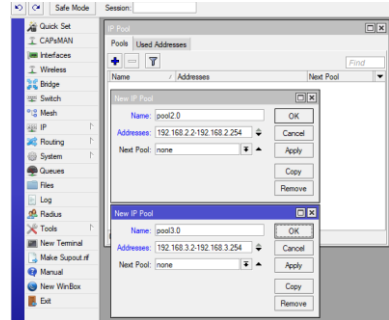 Safe Mode Session:
Quick Set
CAPsMAN
Interfaces
Wireless
Bridge
Switch
Mesh
IP
Routing
System
Queues
Files
Log
Radius
Tools
New Terminal
Make Supout.rif
Manual
New WinBox
Exit
IP Pool
Pools Used Addresses
Find
Name Addresses Next Pool
New IP Pool
Name: pool2.0 OK
Addresses: 192.168.2.2-192.168.2.254 Cancel
Next Pool: none Apply
Copy
Remove
New IP Pool
Name: pool3.0 OK
Addresses: 192.168.3.2-192.168.3.254 Cancel
Next Pool: none Apply
Copy
Remove